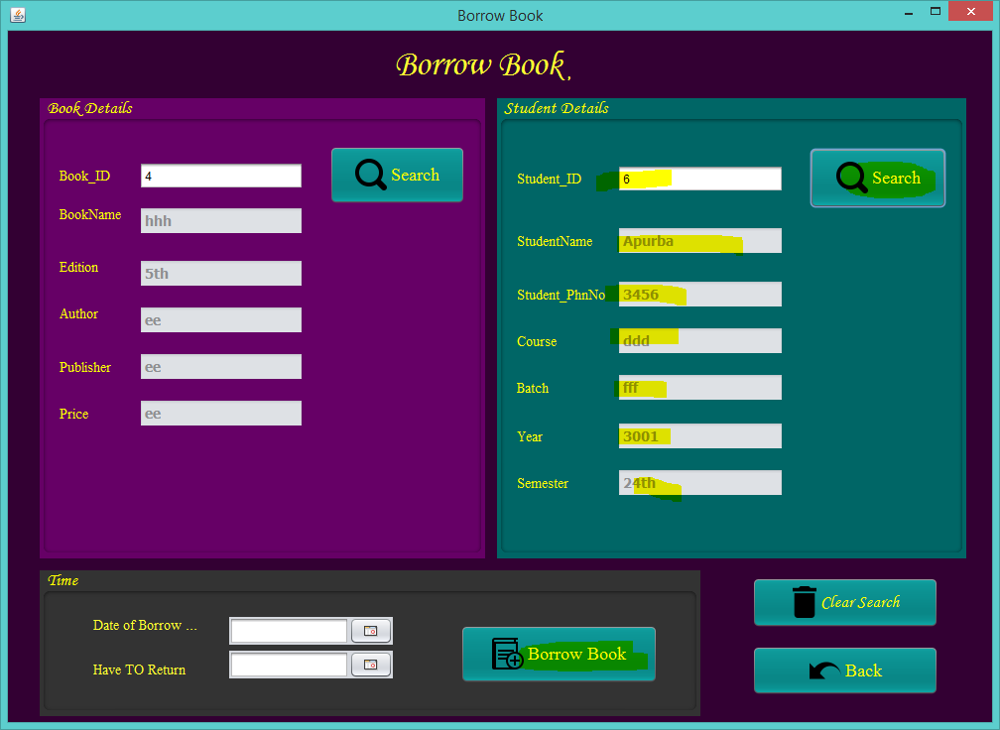 Borrow Book
Borrow Book,
Book Details
Book_ID 4
Search
BookName hhh
Edition 5th
Author ee
Publisher ee
Price ee
Student Details
Student_ID 6
Search
StudentName Apurba
Student_PhnNo 3456
Course ddd
Batch fff
Year 3001
Semester 24th
Time
Date of Borrow ...
Have TO Return
Borrow Book
Clear Search
Back